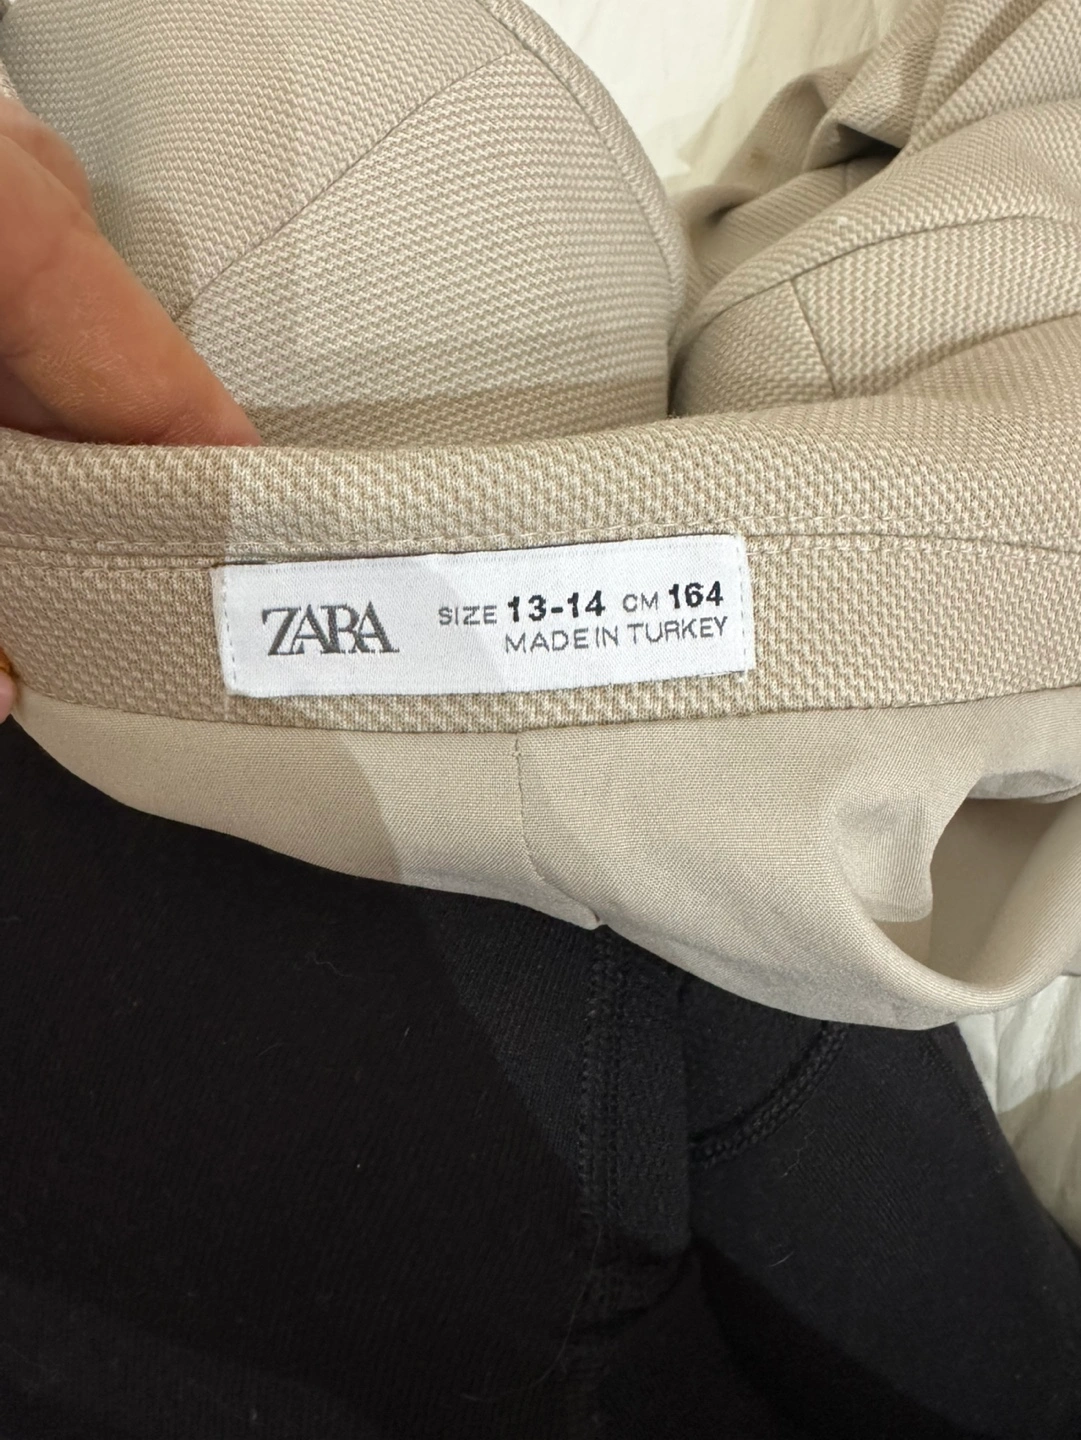 ZARA
SIZE 13-14 CM 164
MADE IN TURKEY